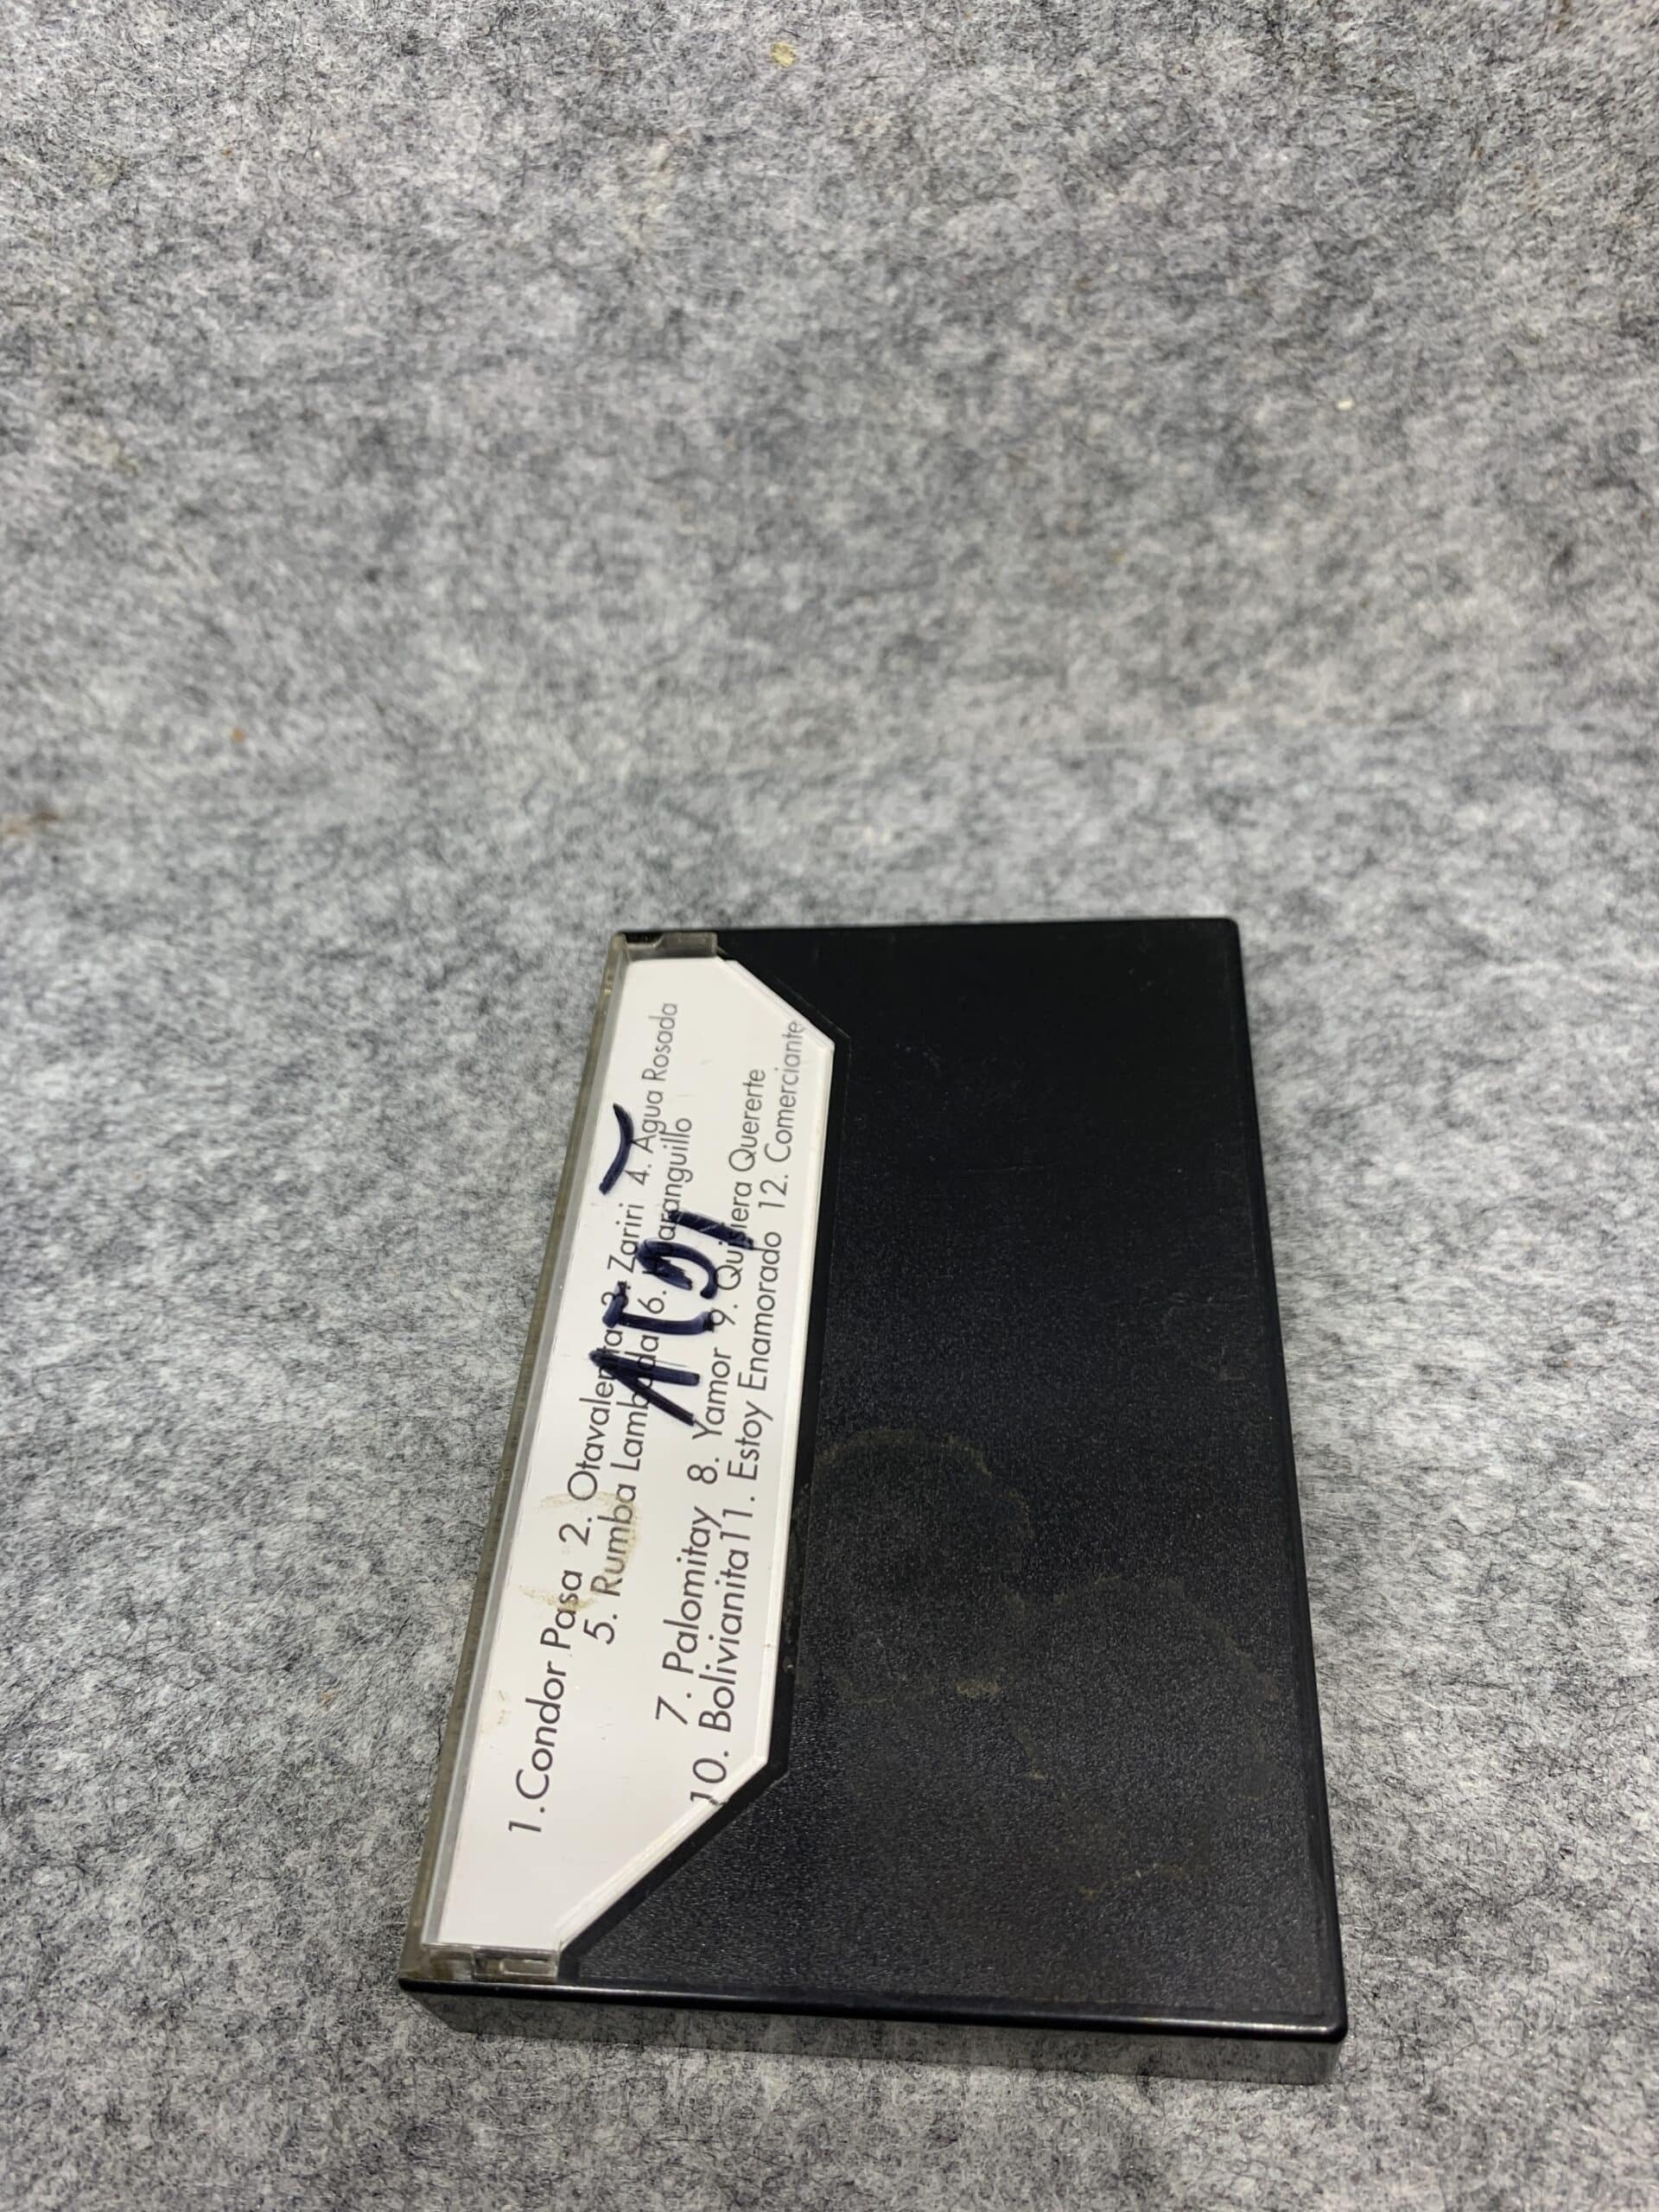 1. Condor Pasa 2. Otavalenita 3. Zariri 4. Agua Rosada
5. Rumba Lambada 6.
7. Palomitay 8. Yamor 9. Quisiera Quererte
10. Bolivianita 11. Estoy Enamorado 12. Comerciante